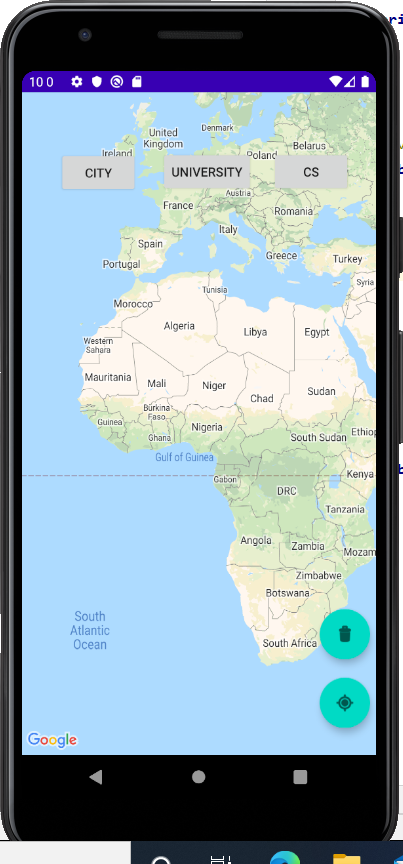 10 0
United
Kingdom
Denmark
Ireland
Belarus
Poland
CITY
UNIVERSITY
CS
Austria
France
Romania
Italy
Spain
Portugal
Greece
Turkey
Syria
Tunisia
Morocco
Algeria
Libya
Egypt
Western
Sahara
Mauritania
Mali
Niger
Chad
Sudan
Burkina
Faso
Guinea
Ghana
Nigeria
South Sudan
Ethiop
Gulf of Guinea
Gabon
DRC
Kenya
Tanzania
Angola
Zambia
Mozam
Zimbabwe
Botswana
South
Atlantic
Ocean
South Africa
Google